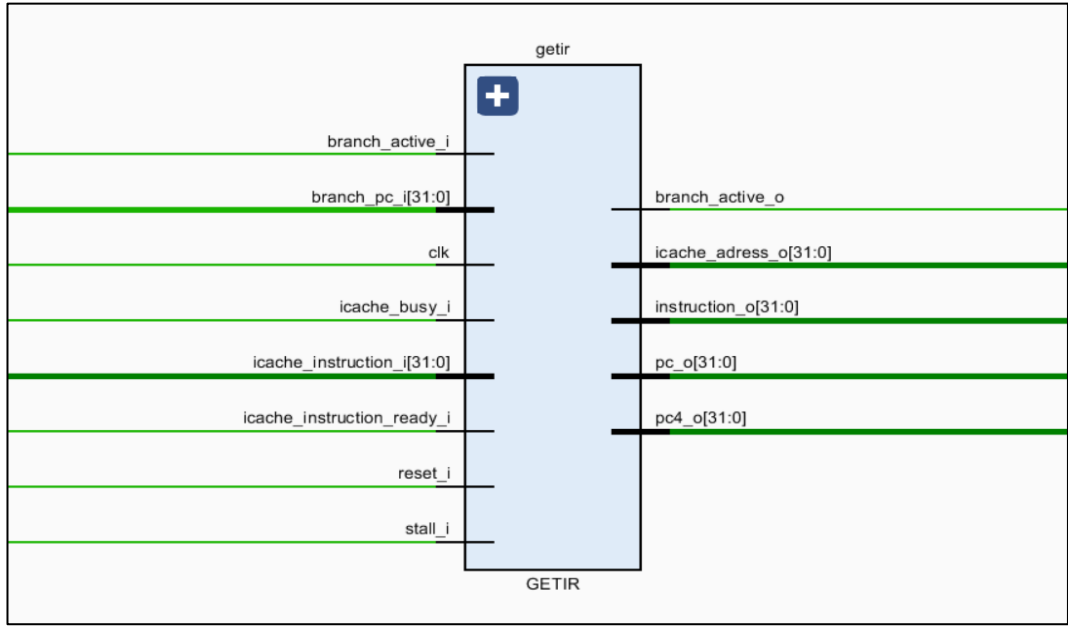 getir
branch_active_i
branch_pc_i[31:0]
clk
icache_busy_i
icache_instruction_i[31:0]
icache_instruction_ready_i
reset_i
stall_i
branch_active_o
icache_adress_o[31:0]
instruction_o[31:0]
pc_o[31:0]
pc4_o[31:0]
GETIR